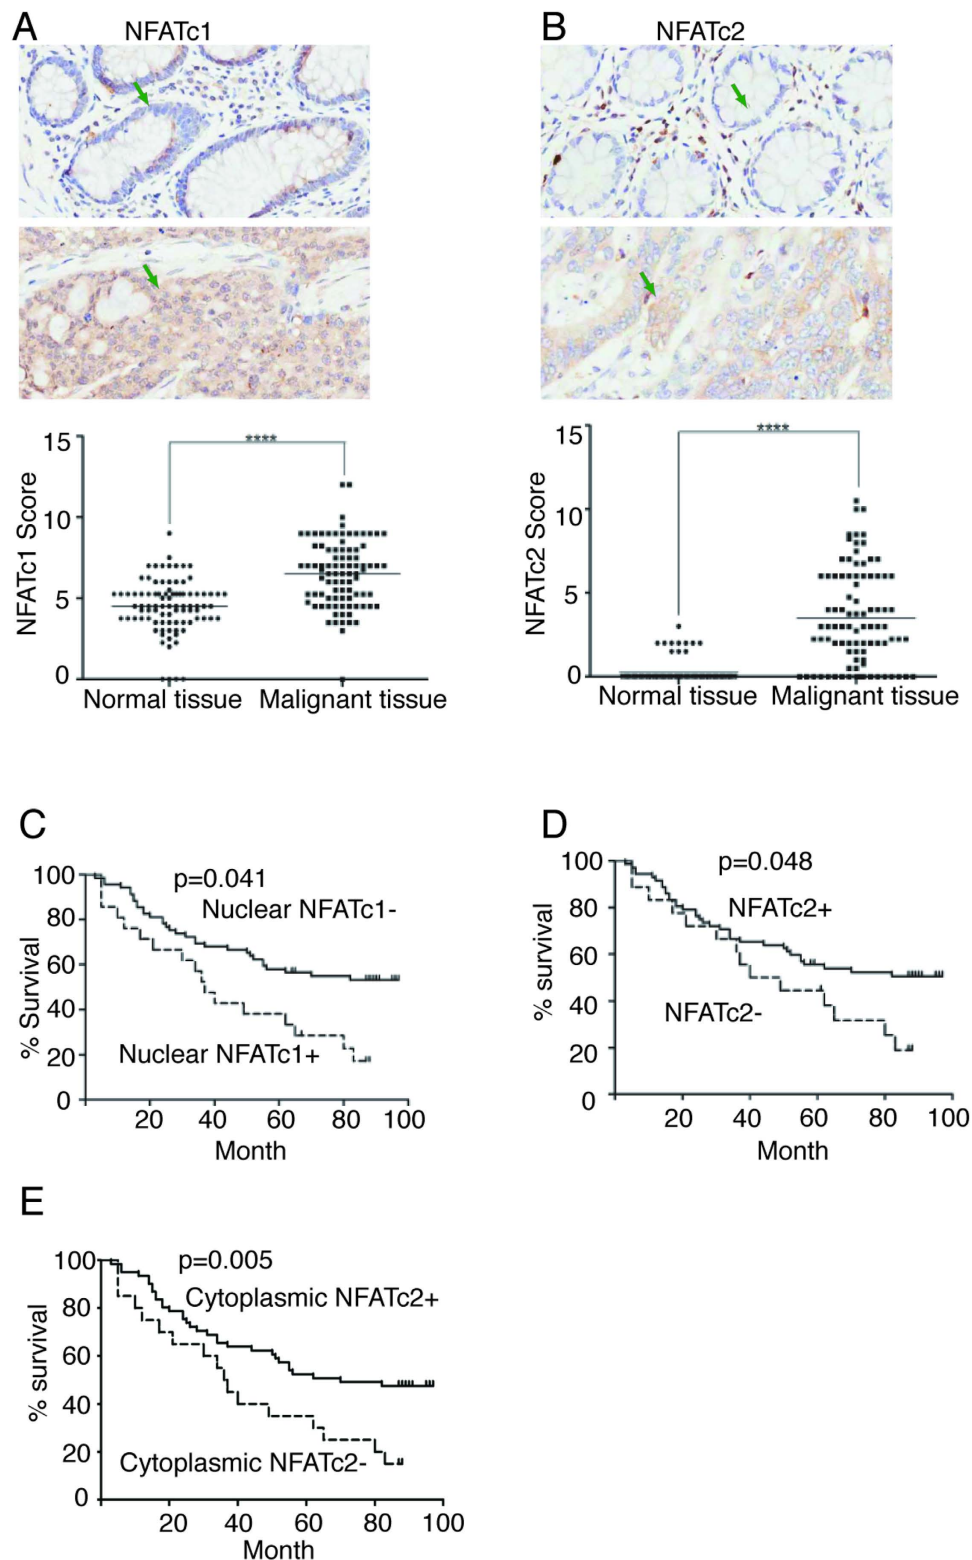 A
NFATc1
B
NFATc2
****
15
10
5
0
NFATc1 Score
Normal tissue
Malignant tissue
****
15
10
5
0
NFATc2 Score
Normal tissue
Malignant tissue
C
p=0.041
Nuclear NFATc1-
Nuclear NFATc1+
100
80
60
40
20
0
% Survival
20 40 60 80 100
Month
D
p=0.048
NFATc2+
NFATc2-
100
80
60
40
20
0
% survival
20 40 60 80 100
Month
E
p=0.005
Cytoplasmic NFATc2+
Cytoplasmic NFATc2-
100
80
60
40
20
0
% survival
20 40 60 80 100
Month